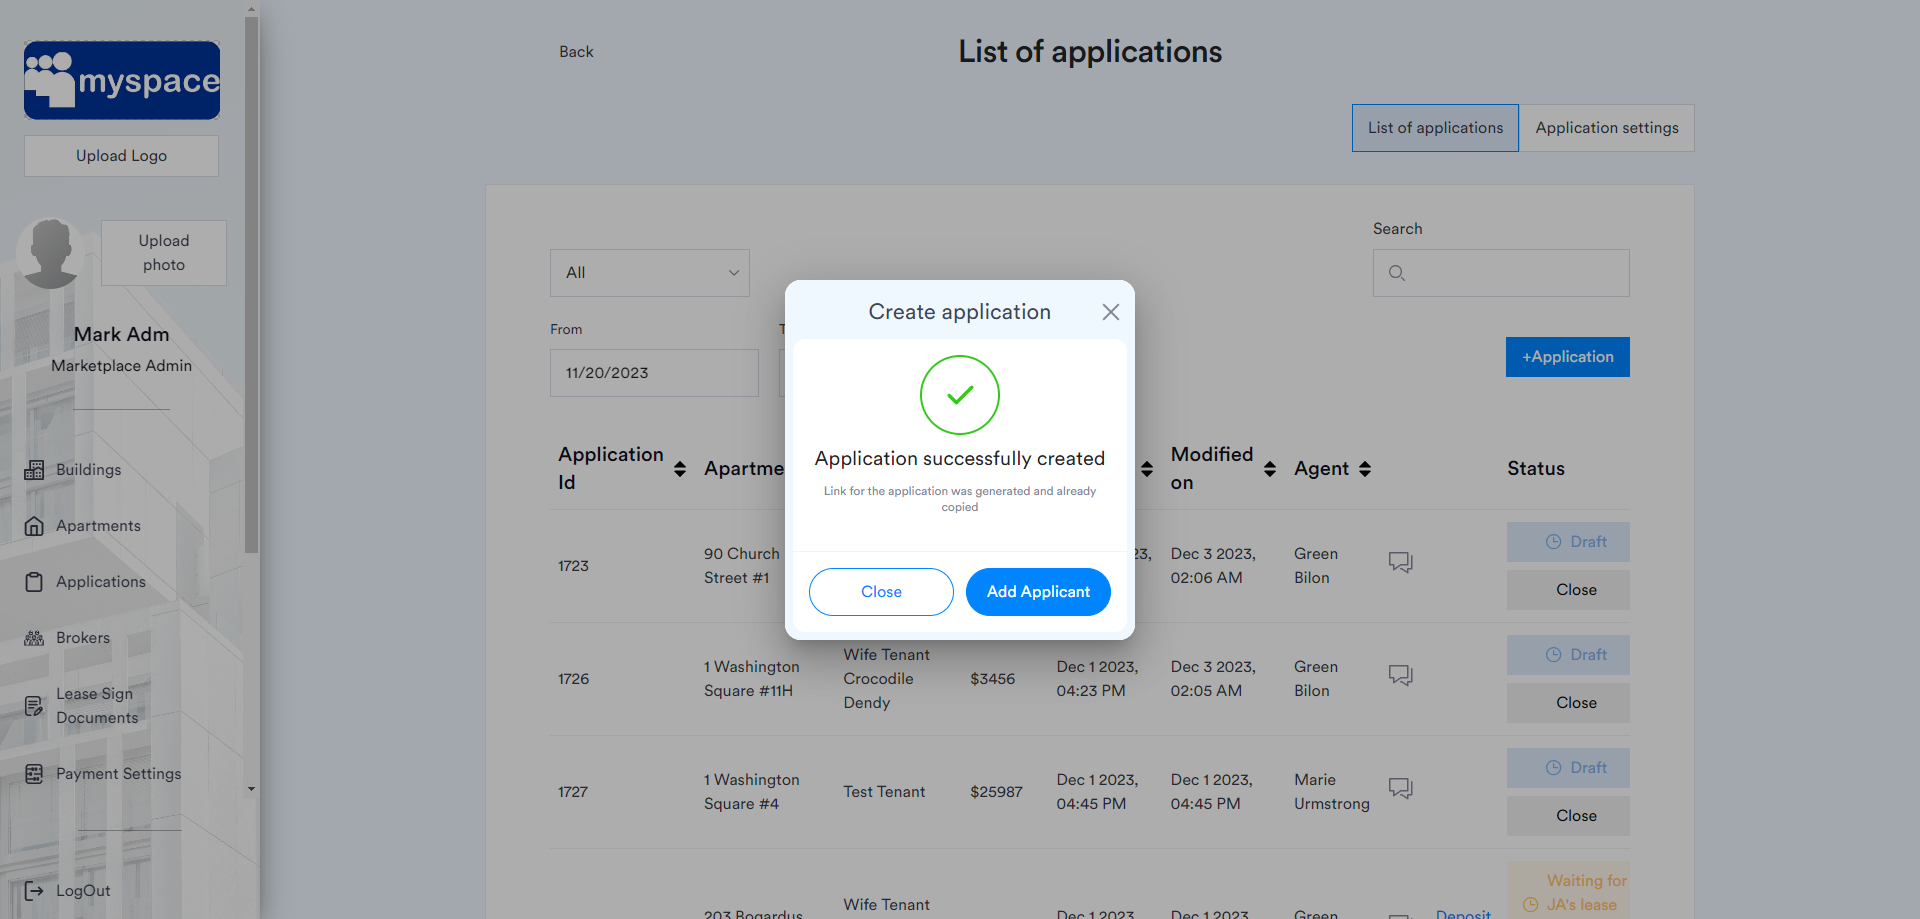 myspace
Upload Logo
Upload
photo
Mark Adm
Marketplace Admin
Buildings
Apartments
Applications
Brokers
Lease Sign
Documents
Payment Settings
LogOut
Back
List of applications
List of applications
Application settings
Search
All
From
11/20/2023
+Application
Create application
Application successfully created
Link for the application was generated and already
copied
Close
Add Applicant
Application
Id
Apartme
Modified
on
Agent
Status
1723
90 Church
Street #1
23,
Dec 3 2023,
02:06 AM
Green
Bilon
Draft
Close
1726
1 Washington
Square #11H
Wife Tenant
Crocodile
Dendy
$3456
Dec 1 2023,
04:23 PM
Dec 3 2023,
02:05 AM
Green
Bilon
Draft
Close
1727
1 Washington
Square #4
Test Tenant
$25987
Dec 1 2023,
04:45 PM
Dec 1 2023,
04:45 PM
Marie
Urmstrong
Draft
Close
203 Bogardus
Wife Tenant
Dec 1 2023,
Dec 1 2023,
Green
Deposit
Waiting for
JA's lease